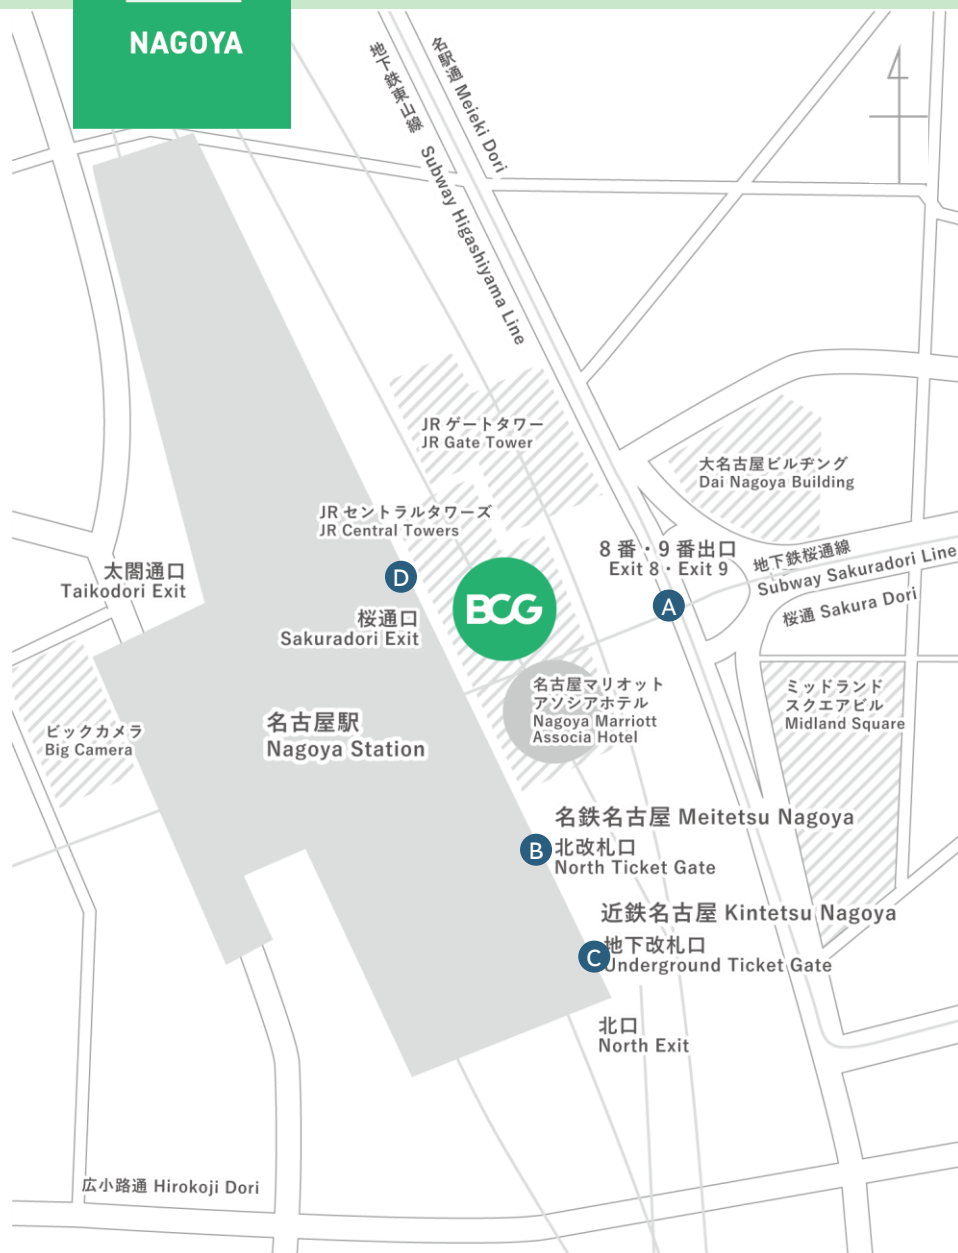 NAGOYA
地下鉄東山線 Subway Higashiyama Line
名駅通 Meieki Dori
JR ゲートタワー
JR Gate Tower
大名古屋ビルヂング
Dai Nagoya Building
JR セントラルタワーズ
JR Central Towers
8 番・9 番出口
Exit 8・Exit 9
地下鉄桜通線
Subway Sakuradori Line
桜通 Sakura Dori
太閤通口
Taikodori Exit
D
BCG
A
桜通口
Sakuradori Exit
名古屋マリオット
アソシアホテル
Nagoya Marriott
Associa Hotel
ミッドランド
スクエアビル
Midland Square
ビックカメラ
Big Camera
名古屋駅
Nagoya Station
名鉄名古屋 Meitetsu Nagoya
B
北改札口
North Ticket Gate
近鉄名古屋 Kintetsu Nagoya
C
地下改札口
Underground Ticket Gate
北口
North Exit
広小路通 Hirokoji Dori